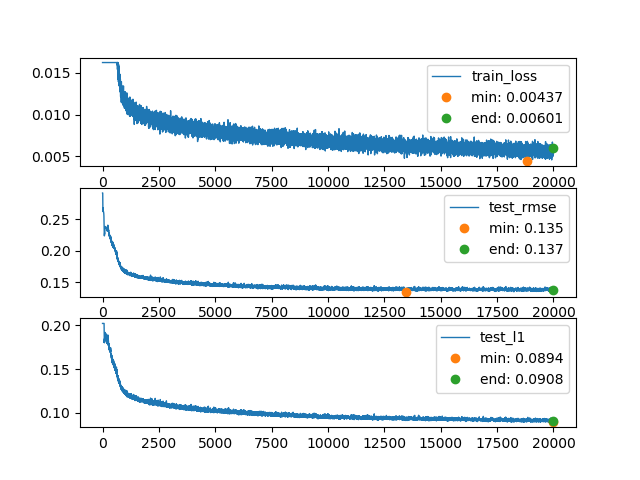 0.015
0.010
0.005
train_loss
min: 0.00437
end: 0.00601
0 2500 5000 7500 10000 12500 15000 17500 20000
0.25
0.20
0.15
test_rmse
min: 0.135
end: 0.137
0 2500 5000 7500 10000 12500 15000 17500 20000
0.20
0.15
0.10
test_l1
min: 0.0894
end: 0.0908
0 2500 5000 7500 10000 12500 15000 17500 20000